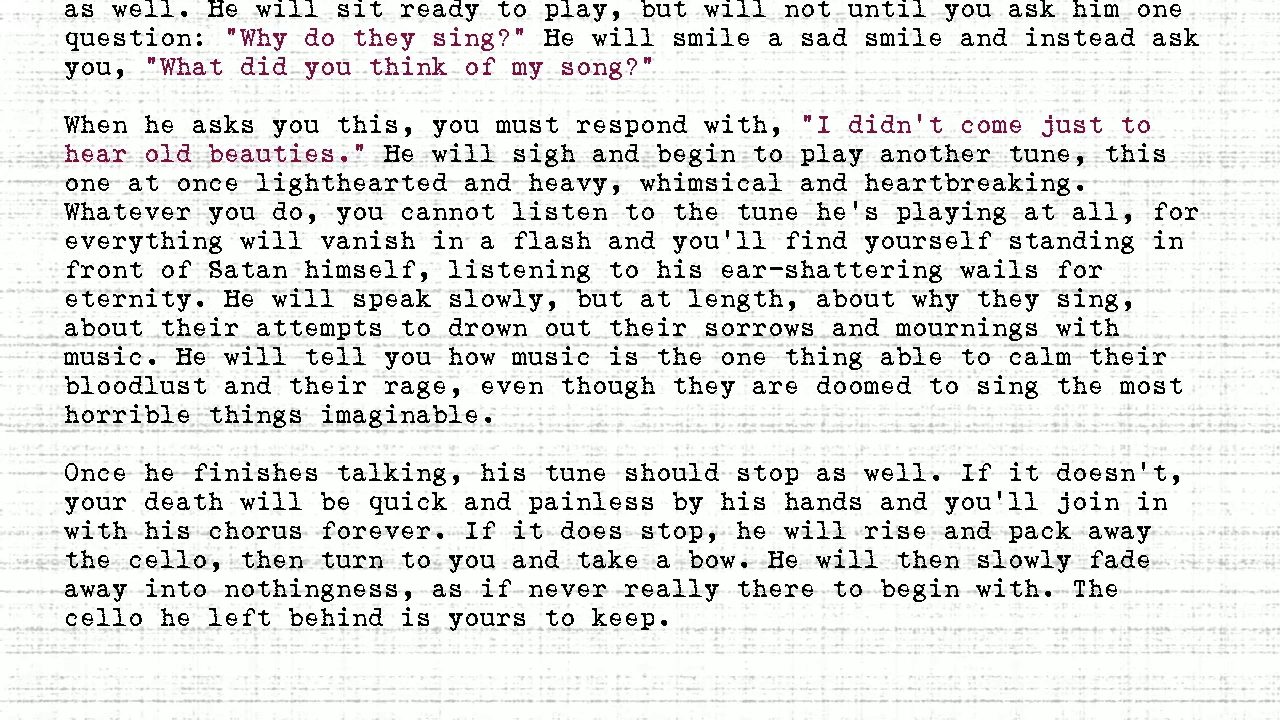 as well. He will sit ready to play, but will not until you ask him one
question: "Why do they sing?" He will smile a sad smile and instead ask
you, "What did you think of my song?"
When he asks you this, you must respond with, "I didn't come just to
hear old beauties." He will sigh and begin to play another tune, this
one at once lighthearted and heavy, whimsical and heartbreaking.
Whatever you do, you cannot listen to the tune he's playing at all, for
everything will vanish in a flash and you'll find yourself standing in
front of Satan himself, listening to his ear-shattering wails for
eternity. He will speak slowly, but at length, about why they sing,
about their attempts to drown out their sorrows and mournings with
music. He will tell you how music is the one thing able to calm their
bloodlust and their rage, even though they are doomed to sing the most
horrible things imaginable.
Once he finishes talking, his tune should stop as well. If it doesn't,
your death will be quick and painless by his hands and you'll join in
with his chorus forever. If it does stop, he will rise and pack away
the cello, then turn to you and take a bow. He will then slowly fade
away into nothingness, as if never really there to begin with. The
cello he left behind is yours to keep.